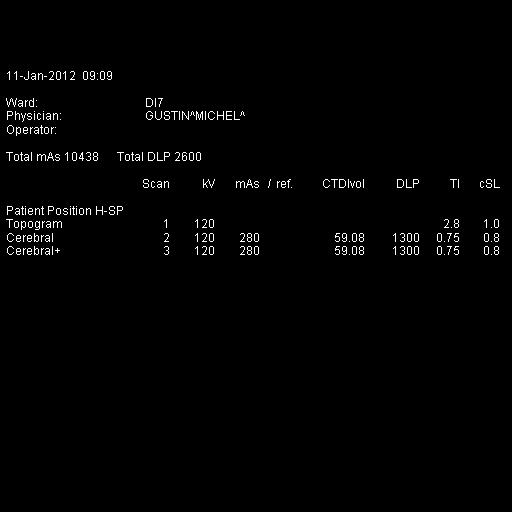 11-Jan-2012 09:09
Ward: DI7
Physician: GUSTIN^MICHEL^
Operator:
Total mAs 10438 Total DLP 2600
Scan kV mAs / ref. CTDIvol DLP TI cSL
Patient Position H-SP
Topogram 1 120 2.8 1.0
Cerebral 2 120 280 59.08 1300 0.75 0.8
Cerebral+ 3 120 280 59.08 1300 0.75 0.8